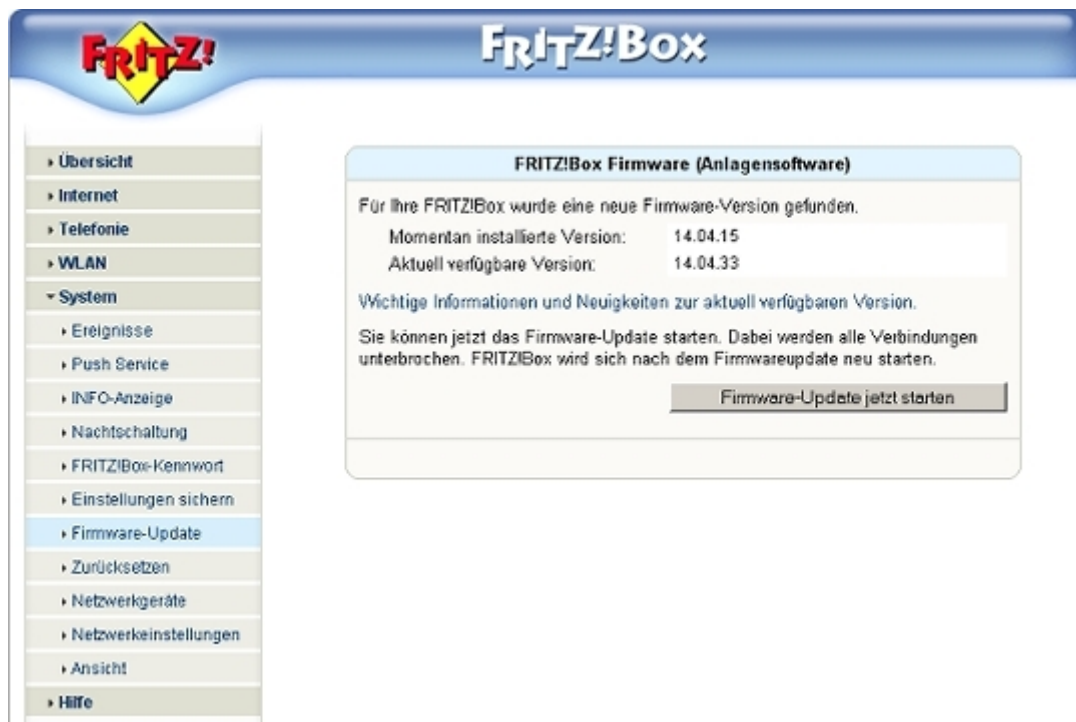 FRITZ!
FRITZ!BOX
Übersicht
Internet
Telefonie
WLAN
System
Ereignisse
Push Service
INFO-Anzeige
Nachtschaltung
FRITZ!Box-Kennwort
Einstellungen sichern
Firmware-Update
Zurücksetzen
Netzwerkgeräte
Netzwerkeinstellungen
Ansicht
Hilfe
FRITZ!Box Firmware (Anlagensoftware)
Für Ihre FRITZ!Box wurde eine neue Firmware-Version gefunden.
Momentan installierte Version: 14.04.15
Aktuell verfügbare Version: 14.04.33
Wichtige Informationen und Neuigkeiten zur aktuell verfügbaren Version.
Sie können jetzt das Firmware-Update starten. Dabei werden alle Verbindungen
unterbrochen. FRITZ!Box wird sich nach dem Firmwareupdate neu starten.
Firmware-Update jetzt starten